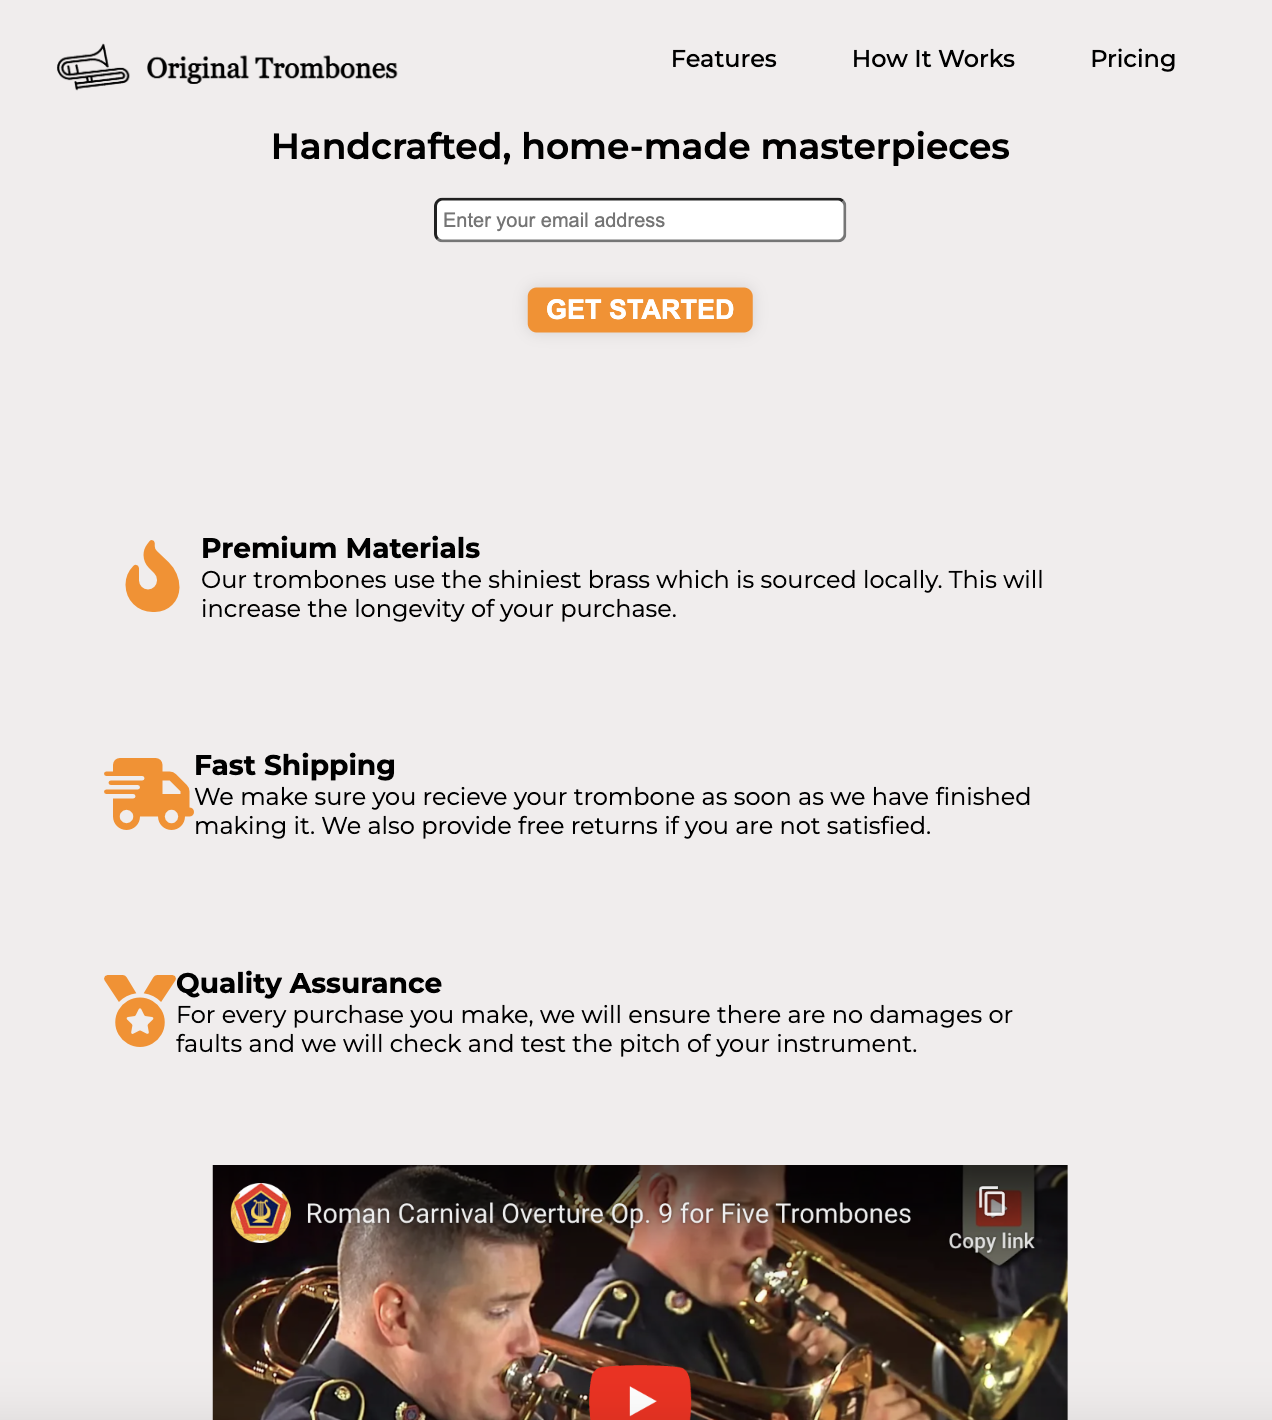 Original Trombones
Features
How It Works
Pricing
Handcrafted, home-made masterpieces
Enter your email address
GET STARTED
Premium Materials
Our trombones use the shiniest brass which is sourced locally. This will
increase the longevity of your purchase.
Fast Shipping
We make sure you recieve your trombone as soon as we have finished
making it. We also provide free returns if you are not satisfied.
Quality Assurance
For every purchase you make, we will ensure there are no damages or
faults and we will check and test the pitch of your instrument.
Roman Carnival Overture Op. 9 for Five Trombones
Copy link